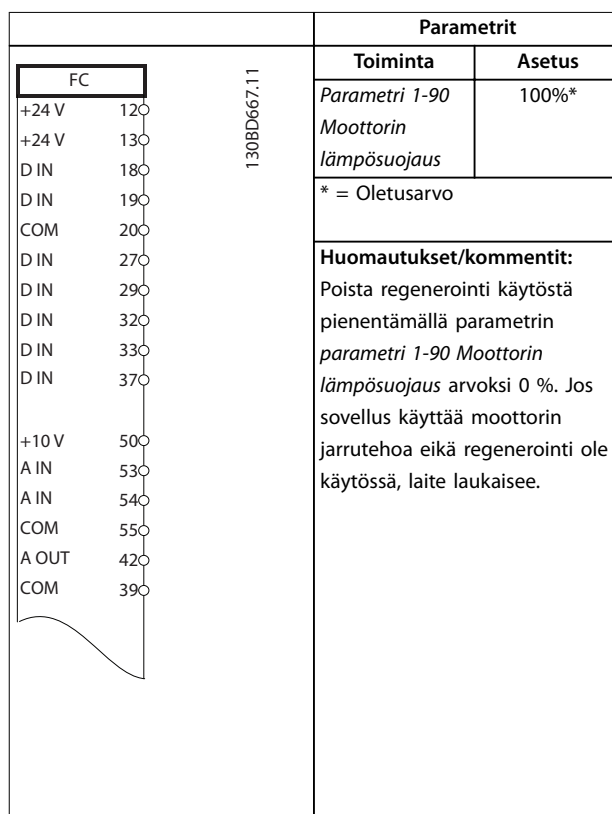 FC
+24 V 12
+24 V 13
D IN 18
D IN 19
COM 20
D IN 27
D IN 29
D IN 32
D IN 33
D IN 37
+10 V 50
A IN 53
A IN 54
COM 55
A OUT 42
COM 39
130BD667.11
Parametrit
Toiminta Asetus
Parametri 1-90 100%*
Moottorin
lämpösuojaus
* = Oletusarvo
Huomautukset/kommentit:
Poista regenerointi käytöstä
pienentämällä parametrin
parametri 1-90 Moottorin
lämpösuojaus arvoksi 0 %. Jos
sovellus käyttää moottorin
jarrutehoa eikä regenerointi ole
käytössä, laite laukaisee.